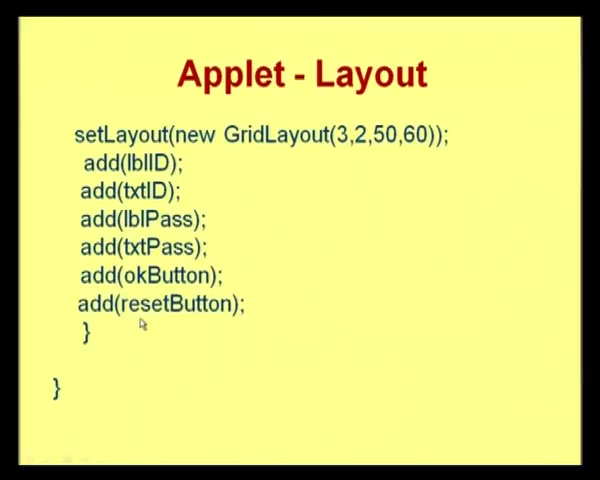 Applet - Layout
setLayout(new GridLayout(3,2,50,60));
add(lblID);
add(txtID);
add(lblPass);
add(txtPass);
add(okButton);
add(resetButton);
}
}